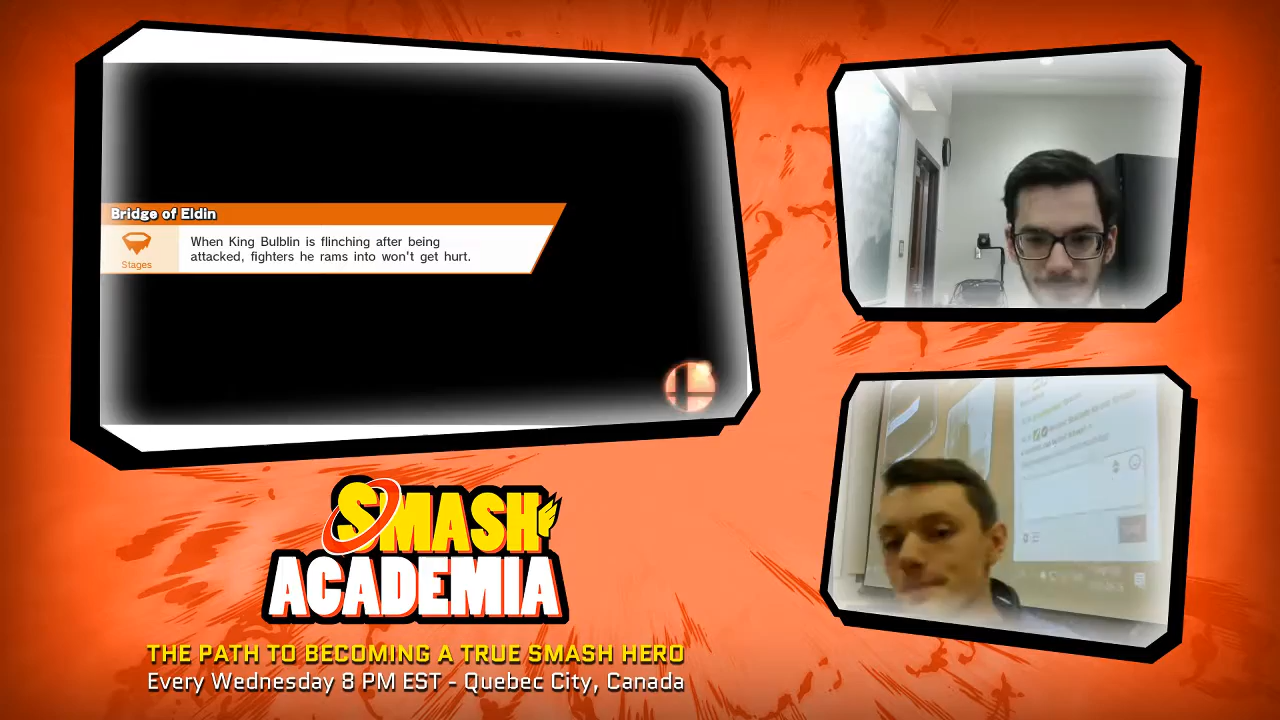 Bridge of Eldin
Stages
When King Bulblin is flinching after being
attacked, fighters he rams into won't get hurt.
SMASH
ACADEMIA
THE PATH TO BECOMING A TRUE SMASH HERO
Every Wednesday 8 PM EST - Quebec City, Canada